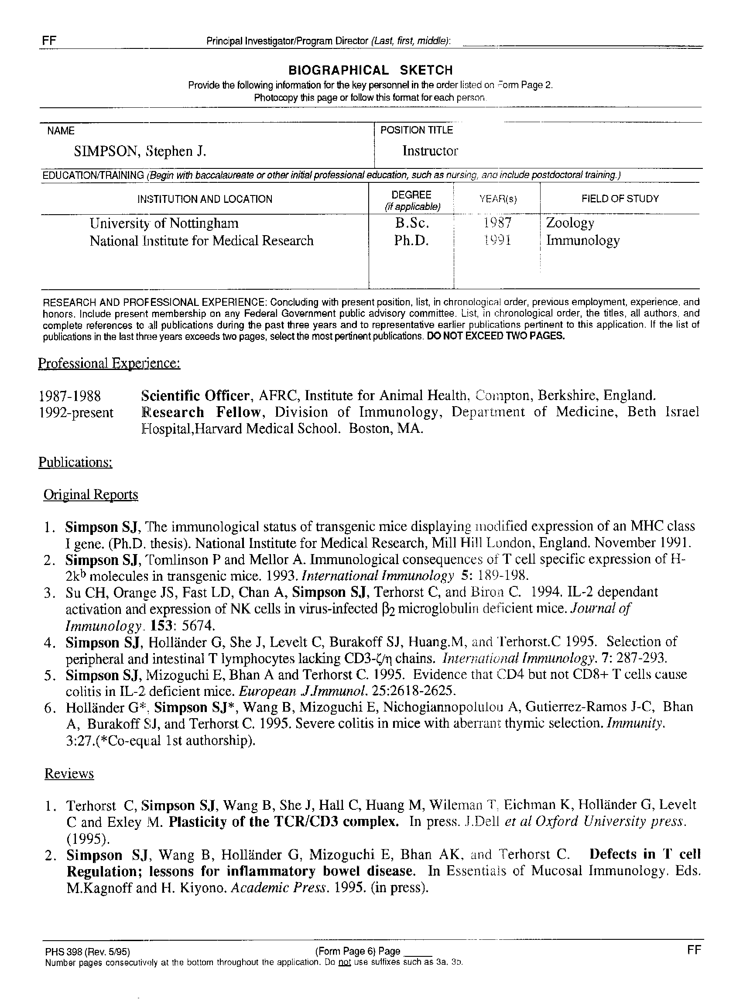 FF Principal Investigator/Program Director (Last, first, middle):
BIOGRAPHICAL SKETCH
Provide the following information for the key personnel in the order listed on Form Page 2.
Photocopy this page or follow this format for each person.
NAME POSITION TITLE
SIMPSON, Stephen J. Instructor
EDUCATION/TRAINING (Begin with baccalaureate or other initial professional education, such as nursing, and include postdoctoral training.)
INSTITUTION AND LOCATION DEGREE (if applicable) YEAR(s) FIELD OF STUDY
University of Nottingham B.Sc. 1987 Zoology
National Institute for Medical Research Ph.D. 1991 Immunology
RESEARCH AND PROFESSIONAL EXPERIENCE: Concluding with present position, list, in chronological order, previous employment, experience, and
honors. Include present membership on any Federal Government public advisory committee. List, in chronological order, the titles, all authors, and
complete references to all publications during the past three years and to representative earlier publications pertinent to this application. If the list of
publications in the last three years exceeds two pages, select the most pertinent publications. DO NOT EXCEED TWO PAGES.
Professional Experience:
1987-1988 Scientific Officer, AFRC, Institute for Animal Health, Compton, Berkshire, England.
1992-present Research Fellow, Division of Immunology, Department of Medicine, Beth Israel
Hospital,Harvard Medical School. Boston, MA.
Publications:
Original Reports
1. Simpson SJ, The immunological status of transgenic mice displaying modified expression of an MHC class
I gene. (Ph.D. thesis). National Institute for Medical Research, Mill Hill London, England. November 1991.
2. Simpson SJ, Tomlinson P and Mellor A. Immunological consequences of T cell specific expression of H-
2kb molecules in transgenic mice. 1993. International Immunology 5: 189-198.
3. Su CH, Orange JS, Fast LD, Chan A, Simpson SJ, Terhorst C, and Biron C. 1994. IL-2 dependant
activation and expression of NK cells in virus-infected β2 microglobulin deficient mice. Journal of
Immunology. 153: 5674.
4. Simpson SJ, Holländer G, She J, Levelt C, Burakoff SJ, Huang.M, and Terhorst.C 1995. Selection of
peripheral and intestinal T lymphocytes lacking CD3-ζ/η chains. International Immunology. 7: 287-293.
5. Simpson SJ, Mizoguchi E, Bhan A and Terhorst C. 1995. Evidence that CD4 but not CD8+ T cells cause
colitis in IL-2 deficient mice. European J.Immunol. 25:2618-2625.
6. Holländer G*, Simpson SJ*, Wang B, Mizoguchi E, Nichogiannopolulou A, Gutierrez-Ramos J-C, Bhan
A, Burakoff SJ, and Terhorst C. 1995. Severe colitis in mice with aberrant thymic selection. Immunity.
3:27.(*Co-equal 1st authorship).
Reviews
1. Terhorst C, Simpson SJ, Wang B, She J, Hall C, Huang M, Wileman T, Eichman K, Holländer G, Levelt
C and Exley M. Plasticity of the TCR/CD3 complex. In press. J.Dell et al Oxford University press.
(1995).
2. Simpson SJ, Wang B, Holländer G, Mizoguchi E, Bhan AK, and Terhorst C. Defects in T cell
Regulation; lessons for inflammatory bowel disease. In Essentials of Mucosal Immunology. Eds.
M.Kagnoff and H. Kiyono. Academic Press. 1995. (in press).
PHS 398 (Rev. 5/95) (Form Page 6) Page FF
Number pages consecutively at the bottom throughout the application. Do not use suffixes such as 3a, 3b.